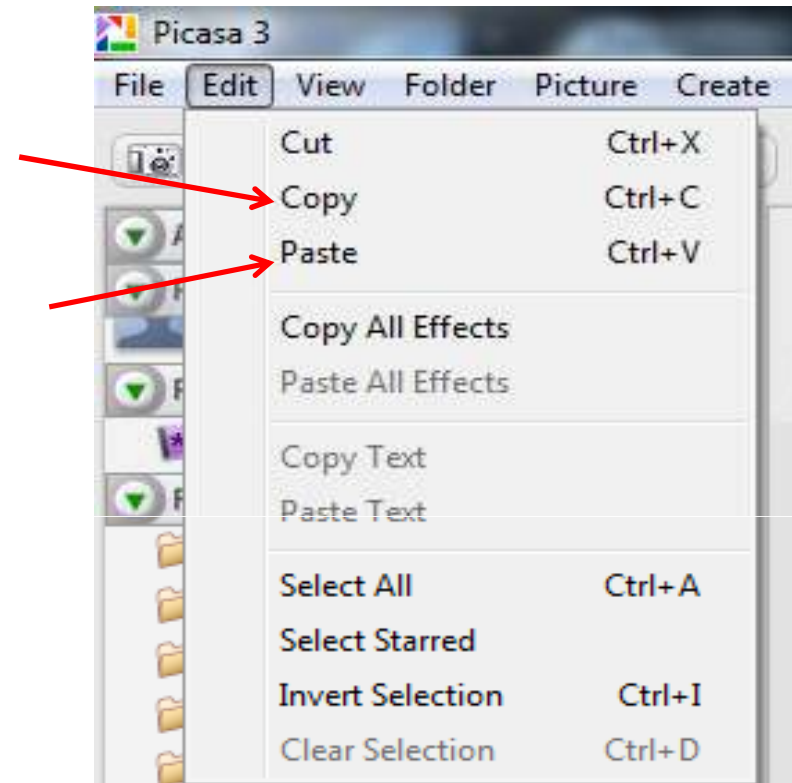 Picasa 3
File Edit View Folder Picture Create
Cut Ctrl+X
Copy Ctrl+C
Paste Ctrl+V
Copy All Effects
Paste All Effects
Copy Text
Paste Text
Select All Ctrl+A
Select Starred
Invert Selection Ctrl+I
Clear Selection Ctrl+D